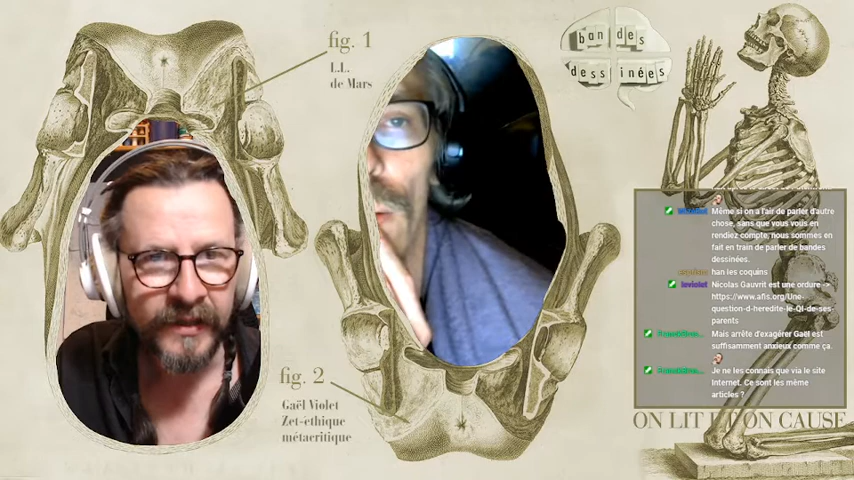 fig. 1
L.L.
de Mars
bandes
dessinées
Même si on a l'air de parler d'autre
chose, sans que vous vous en
rendiez compte, nous sommes en
fait en train de parler de bandes
dessinées.
han les coquins
leviolet Nicolas Gauvrit est une ordure ->
https://www.afis.org/Une-
question-d-heredite-le-QI-de-ses-
parents
Mais arrête d'exagérer Gaël est
suffisamment anxieux comme ça.
Je ne les connais que via le site
Internet. Ce sont les même
articles ?
fig. 2
Gaël Violet
Zet-éthique
métacritique
ON LIT ET ON CAUSE